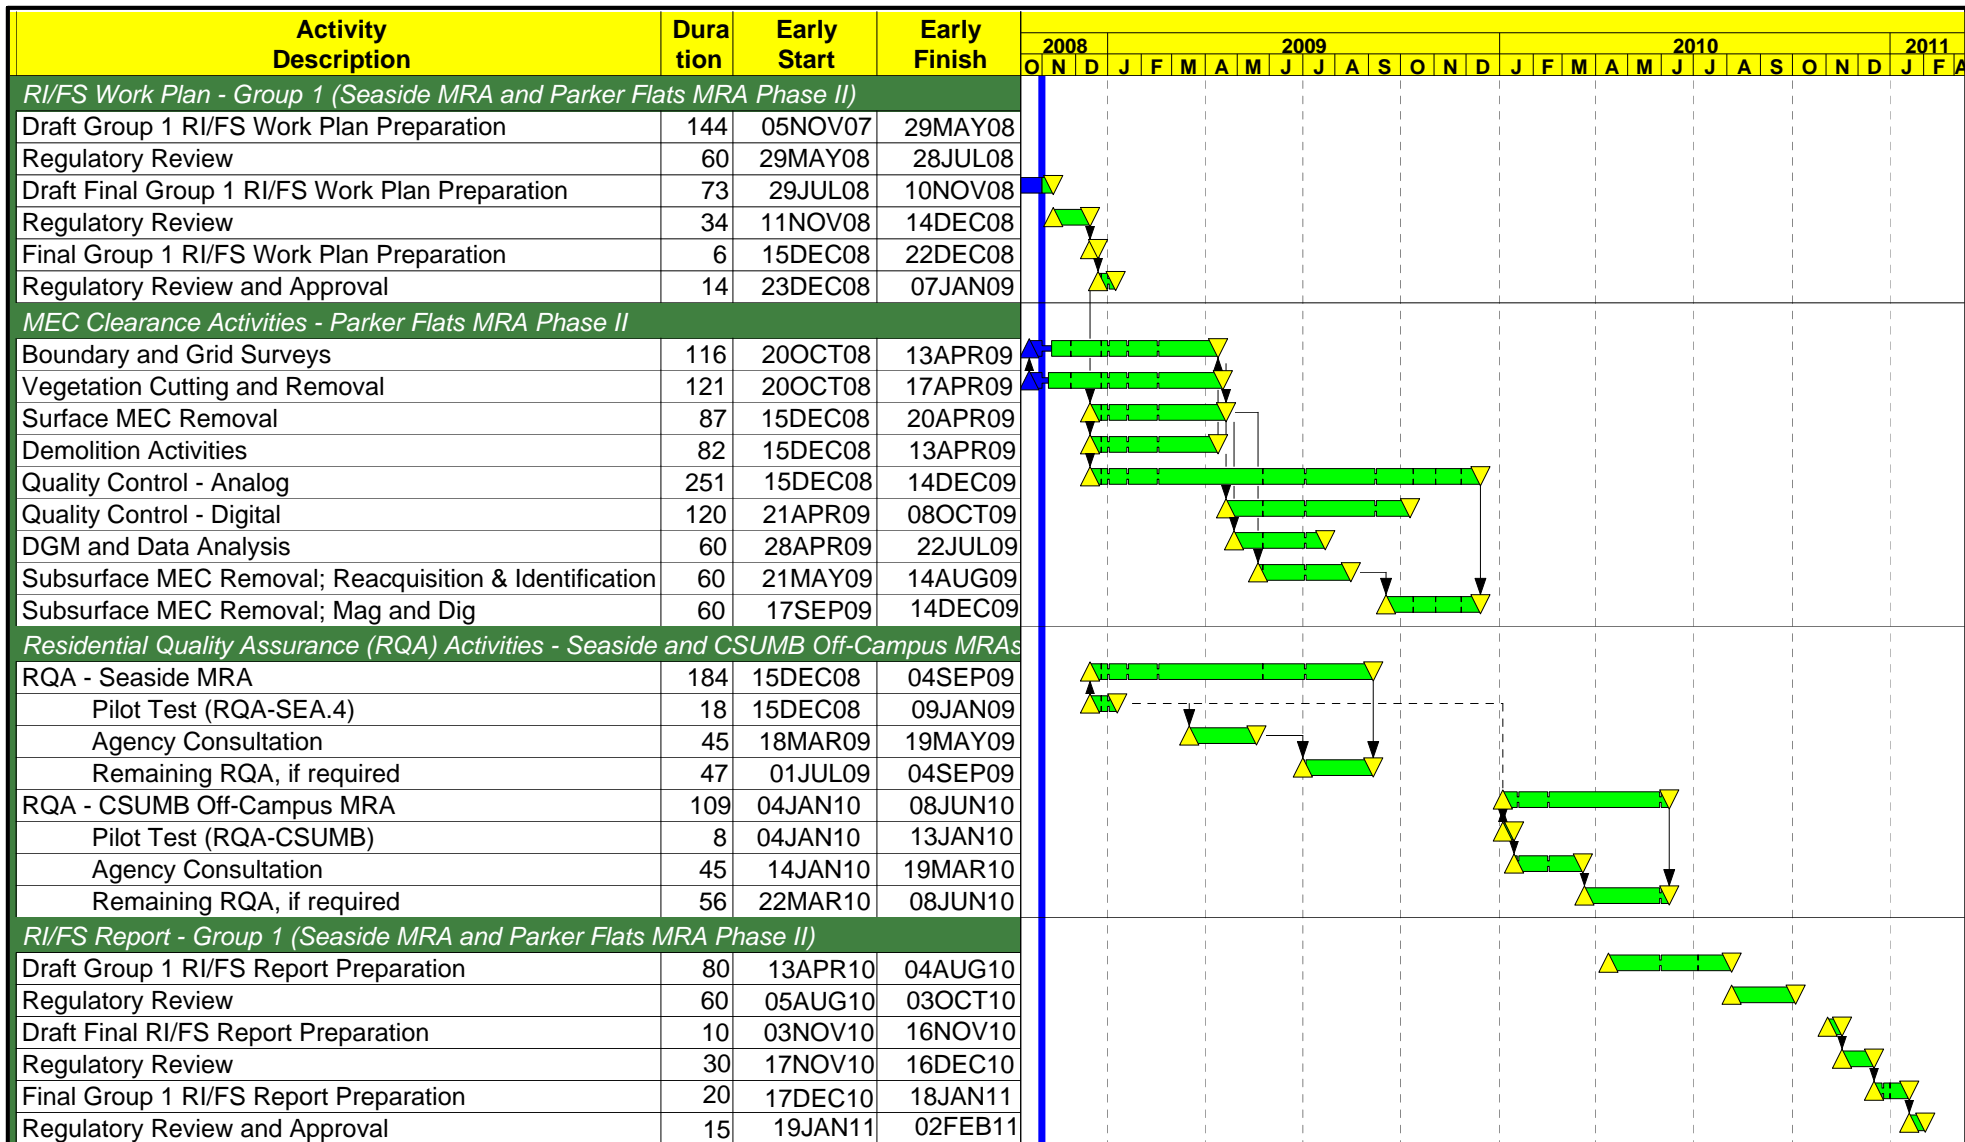 Activity Description Dura tion Early Start Early Finish
2008 2009 2010 2011
O N D J F M A M J J A S O N D J F M A M J J A S O N D J F A
RI/FS Work Plan - Group 1 (Seaside MRA and Parker Flats MRA Phase II)
Draft Group 1 RI/FS Work Plan Preparation 144 05NOV07 29MAY08
Regulatory Review 60 29MAY08 28JUL08
Draft Final Group 1 RI/FS Work Plan Preparation 73 29JUL08 10NOV08
Regulatory Review 34 11NOV08 14DEC08
Final Group 1 RI/FS Work Plan Preparation 6 15DEC08 22DEC08
Regulatory Review and Approval 14 23DEC08 07JAN09
MEC Clearance Activities - Parker Flats MRA Phase II
Boundary and Grid Surveys 116 20OCT08 13APR09
Vegetation Cutting and Removal 121 20OCT08 17APR09
Surface MEC Removal 87 15DEC08 20APR09
Demolition Activities 82 15DEC08 13APR09
Quality Control - Analog 251 15DEC08 14DEC09
Quality Control - Digital 120 21APR09 08OCT09
DGM and Data Analysis 60 28APR09 22JUL09
Subsurface MEC Removal; Reacquisition & Identification 60 21MAY09 14AUG09
Subsurface MEC Removal; Mag and Dig 60 17SEP09 14DEC09
Residential Quality Assurance (RQA) Activities - Seaside and CSUMB Off-Campus MRAs
RQA - Seaside MRA 184 15DEC08 04SEP09
Pilot Test (RQA-SEA.4) 18 15DEC08 09JAN09
Agency Consultation 45 18MAR09 19MAY09
Remaining RQA, if required 47 01JUL09 04SEP09
RQA - CSUMB Off-Campus MRA 109 04JAN10 08JUN10
Pilot Test (RQA-CSUMB) 8 04JAN10 13JAN10
Agency Consultation 45 14JAN10 19MAR10
Remaining RQA, if required 56 22MAR10 08JUN10
RI/FS Report - Group 1 (Seaside MRA and Parker Flats MRA Phase II)
Draft Group 1 RI/FS Report Preparation 80 13APR10 04AUG10
Regulatory Review 60 05AUG10 03OCT10
Draft Final RI/FS Report Preparation 10 03NOV10 16NOV10
Regulatory Review 30 17NOV10 16DEC10
Final Group 1 RI/FS Report Preparation 20 17DEC10 18JAN11
Regulatory Review and Approval 15 19JAN11 02FEB11